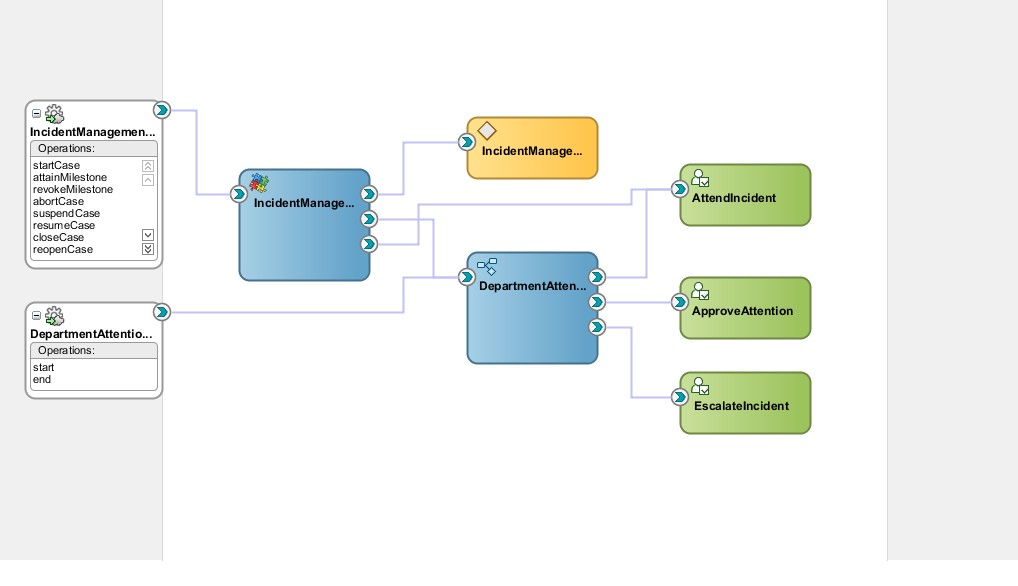 IncidentManagemen...
Operations:
startCase
attainMilestone
revokeMilestone
abortCase
suspendCase
resumeCase
closeCase
reopenCase
DepartmentAttentio...
Operations:
start
end
IncidentManage...
IncidentManage...
DepartmentAtten...
AttendIncident
ApproveAttention
EscalateIncident